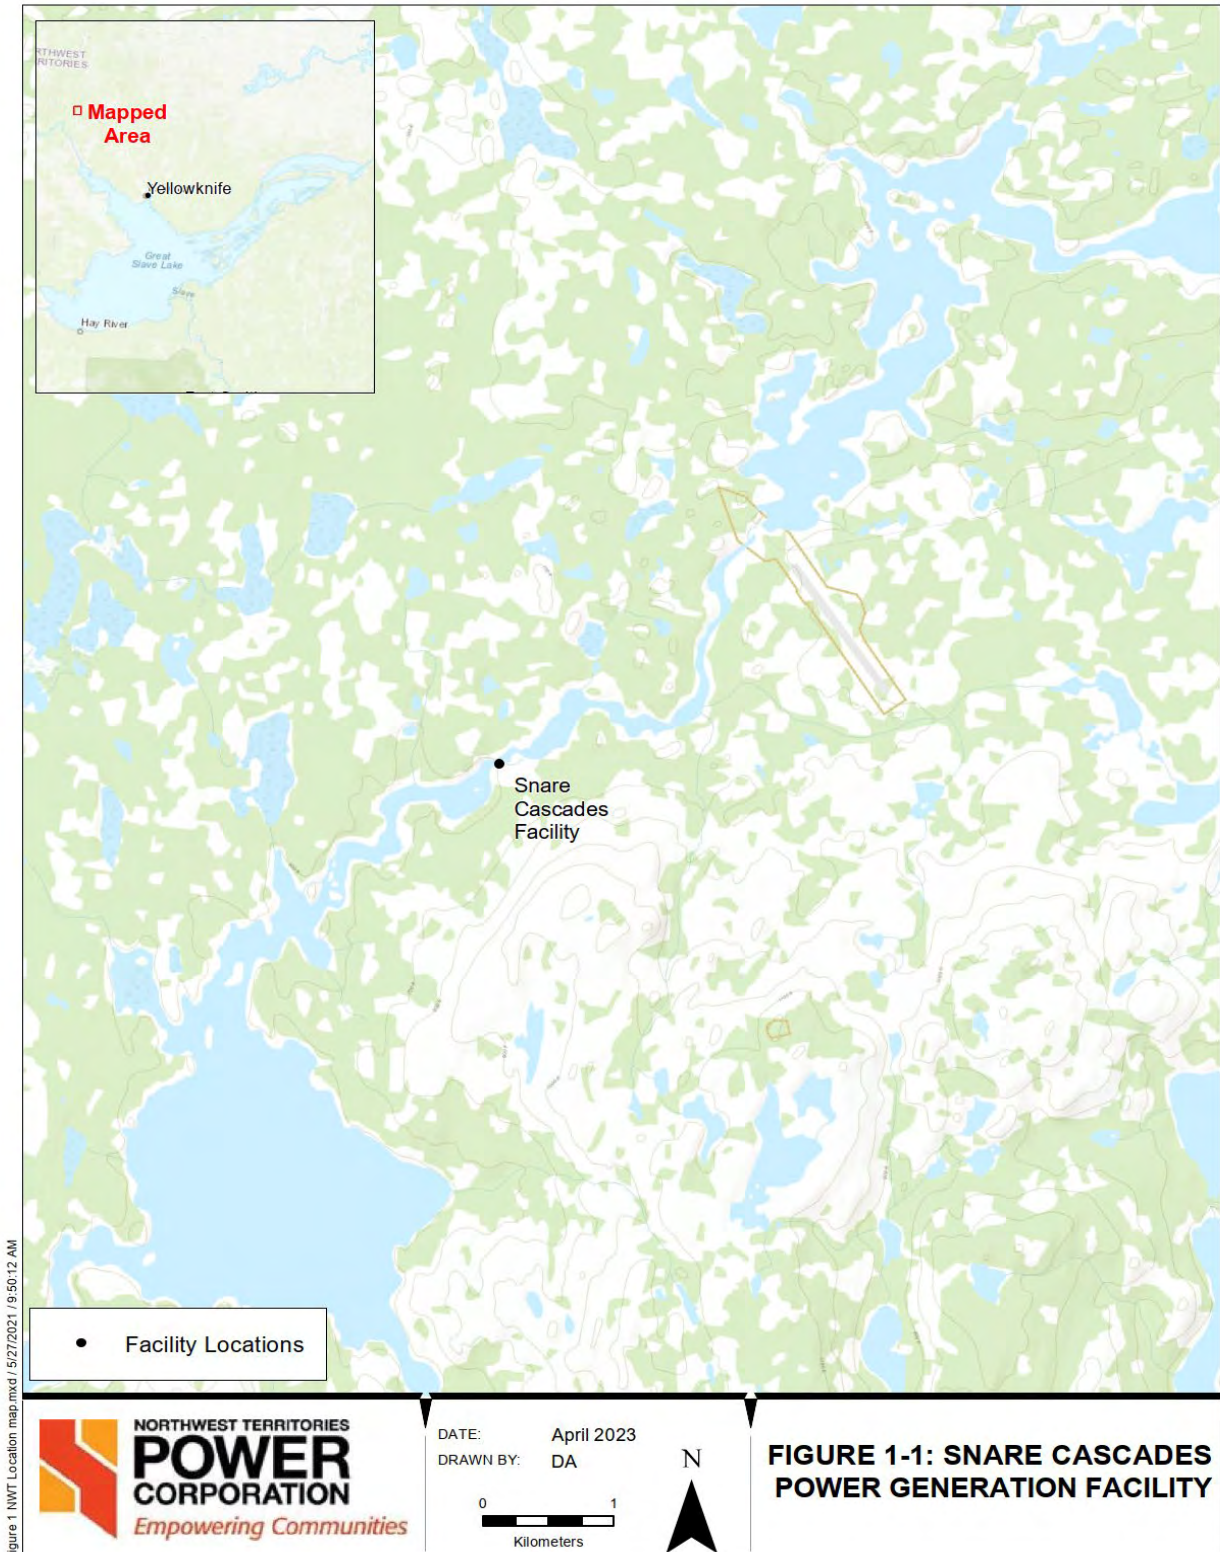 RTHWEST
RITORIES
Mapped
Area
Yellowknife
Great
Slave Lake
Slave
Hay River
Snare
Cascades
Facility
Facility Locations
igure 1 NWT Location map.mxd / 5/27/2021 / 9:50:12 AM
NORTHWEST TERRITORIES
POWER
CORPORATION
Empowering Communities
DATE: April 2023
DRAWN BY: DA
0 1
Kilometers
N
FIGURE 1-1: SNARE CASCADES
POWER GENERATION FACILITY